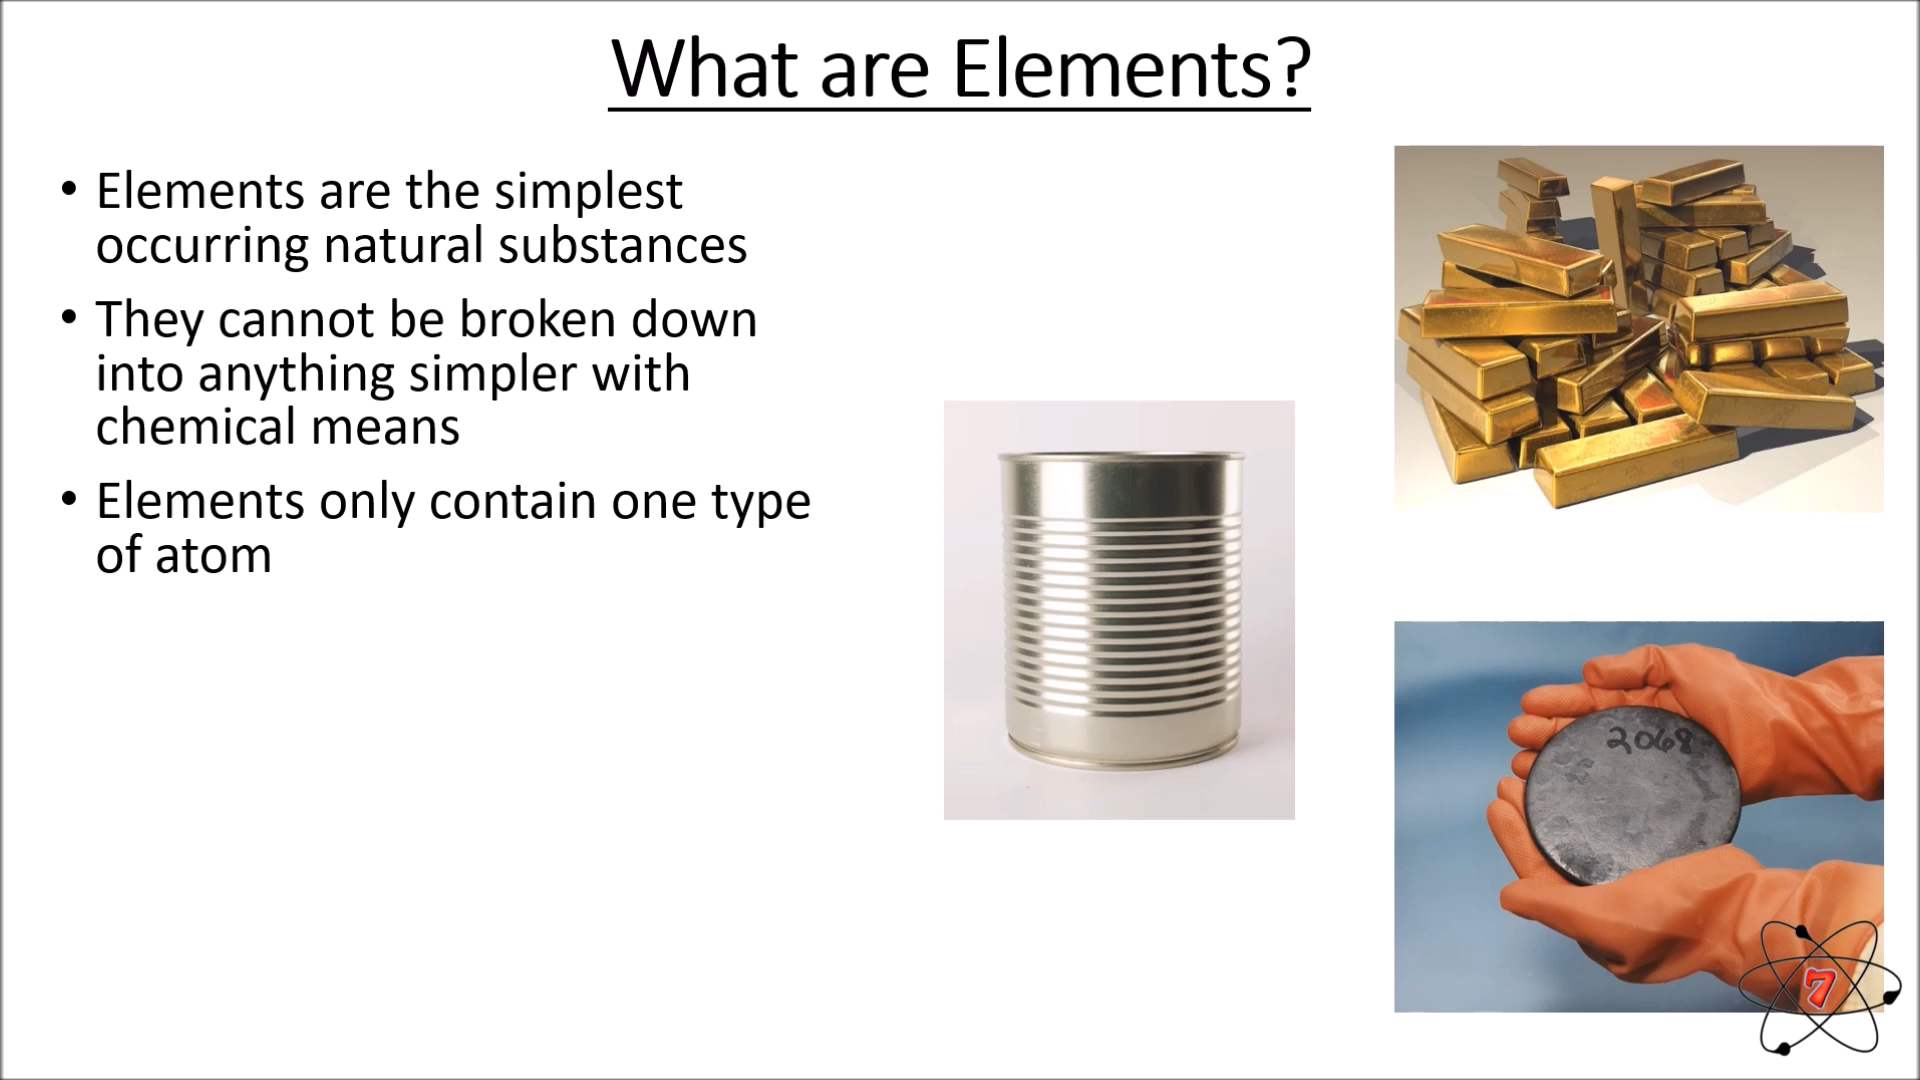 What are Elements?
• Elements are the simplest
occurring natural substances
• They cannot be broken down
into anything simpler with
chemical means
• Elements only contain one type
of atom
2068
7